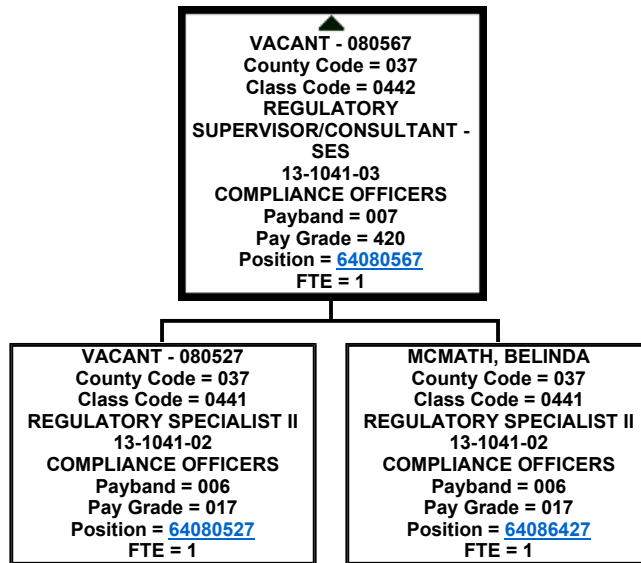 VACANT - 080567
County Code = 037
Class Code = 0442
REGULATORY
SUPERVISOR/CONSULTANT -
SES
13-1041-03
COMPLIANCE OFFICERS
Payband = 007
Pay Grade = 420
Position = 64080567
FTE = 1
VACANT - 080527
County Code = 037
Class Code = 0441
REGULATORY SPECIALIST II
13-1041-02
COMPLIANCE OFFICERS
Payband = 006
Pay Grade = 017
Position = 64080527
FTE = 1
MCMATH, BELINDA
County Code = 037
Class Code = 0441
REGULATORY SPECIALIST II
13-1041-02
COMPLIANCE OFFICERS
Payband = 006
Pay Grade = 017
Position = 64086427
FTE = 1